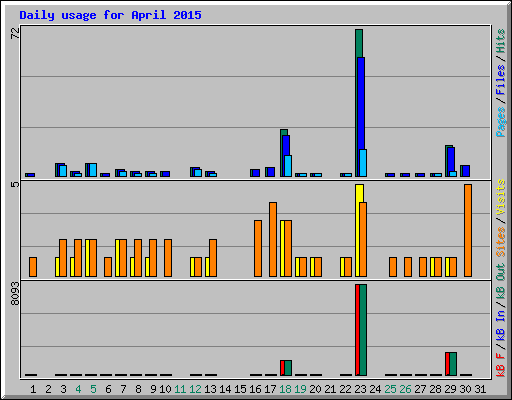 Daily usage for April 2015
72
Pages / Files / Hits
5
Sites / Visits
8093
kB F / kB In / kB Out
1 2 3 4 5 6 7 8 9 10 11 12 13 14 15 16 17 18 19 20 21 22 23 24 25 26 27 28 29 30 31